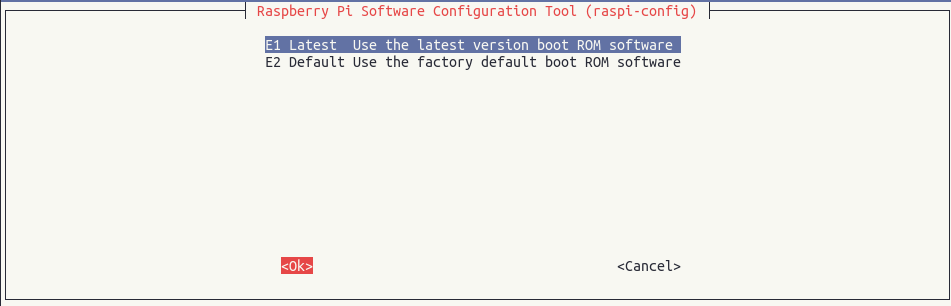 Raspberry Pi Software Configuration Tool (raspi-config)
E1 Latest  Use the latest version boot ROM software
E2 Default Use the factory default boot ROM software
<Ok> <Cancel>